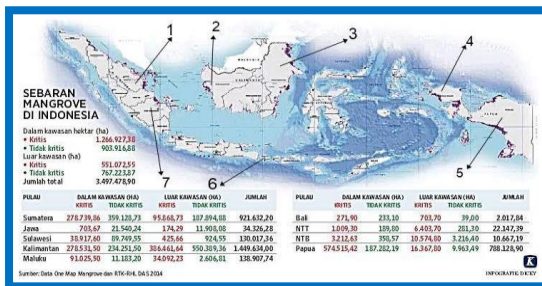 1
2
3
4
SEBARAN
MANGROVE
DI INDONESIA
Dalam kawasan hektar (ha)
• Kritis 1.266.927,38
• Tidak kritis 903.916,88
Luar kawasan (ha)
• Kritis 551.072,55
• Tidak kritis 767.223,87
Jumlah total 3.497.478,90
7
6
5
PULAU DALAM KAWASAN (HA) LUAR KAWASAN (HA) JUMLAH
KRITIS TIDAK KRITIS KRITIS TIDAK KRITIS
Sumatera 278.739,86 359.128,73 95.868,73 187.894,88 921.632,20
Jawa 703,67 21.540,24 174,29 11.908,08 34.326,28
Sulawesi 38.917,60 89.749,55 425,66 924,55 130.017,36
Kalimantan 278.531,50 234.251,50 386.461,64 550.389,36 1.449.634,00
Maluku 91.025,50 11.183,20 34.092,23 2.606,81 138.907,74
PULAU DALAM KAWASAN (HA) LUAR KAWASAN (HA) JUMLAH
KRITIS TIDAK KRITIS KRITIS TIDAK KRITIS
Bali 271,90 233,10 703,70 39,00 2.017,84
NTT 1.009,30 189,80 6.403,70 281,30 22.147,39
NTB 3.212,63 358,57 10.574,80 3.216,40 10.667,19
Papua 574.515,42 187.282,19 16.367,80 9.963,49 788.128,90
Sumber: Data One Map Mangrove dan RTK-RHL DAS 2014
K
INFOGRAFIK DICKY